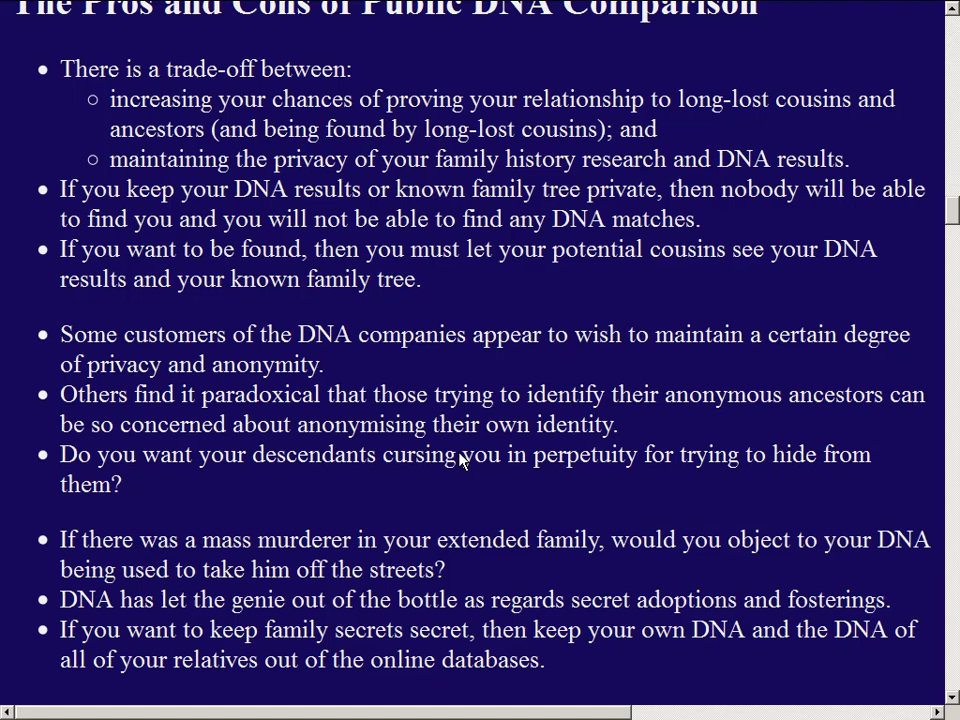 The Pros and Cons of Public DNA Comparison
There is a trade-off between:
increasing your chances of proving your relationship to long-lost cousins and
ancestors (and being found by long-lost cousins); and
maintaining the privacy of your family history research and DNA results.
If you keep your DNA results or known family tree private, then nobody will be able
to find you and you will not be able to find any DNA matches.
If you want to be found, then you must let your potential cousins see your DNA
results and your known family tree.
Some customers of the DNA companies appear to wish to maintain a certain degree
of privacy and anonymity.
Others find it paradoxical that those trying to identify their anonymous ancestors can
be so concerned about anonymising their own identity.
Do you want your descendants cursing you in perpetuity for trying to hide from
them?
If there was a mass murderer in your extended family, would you object to your DNA
being used to take him off the streets?
DNA has let the genie out of the bottle as regards secret adoptions and fosterings.
If you want to keep family secrets secret, then keep your own DNA and the DNA of
all of your relatives out of the online databases.